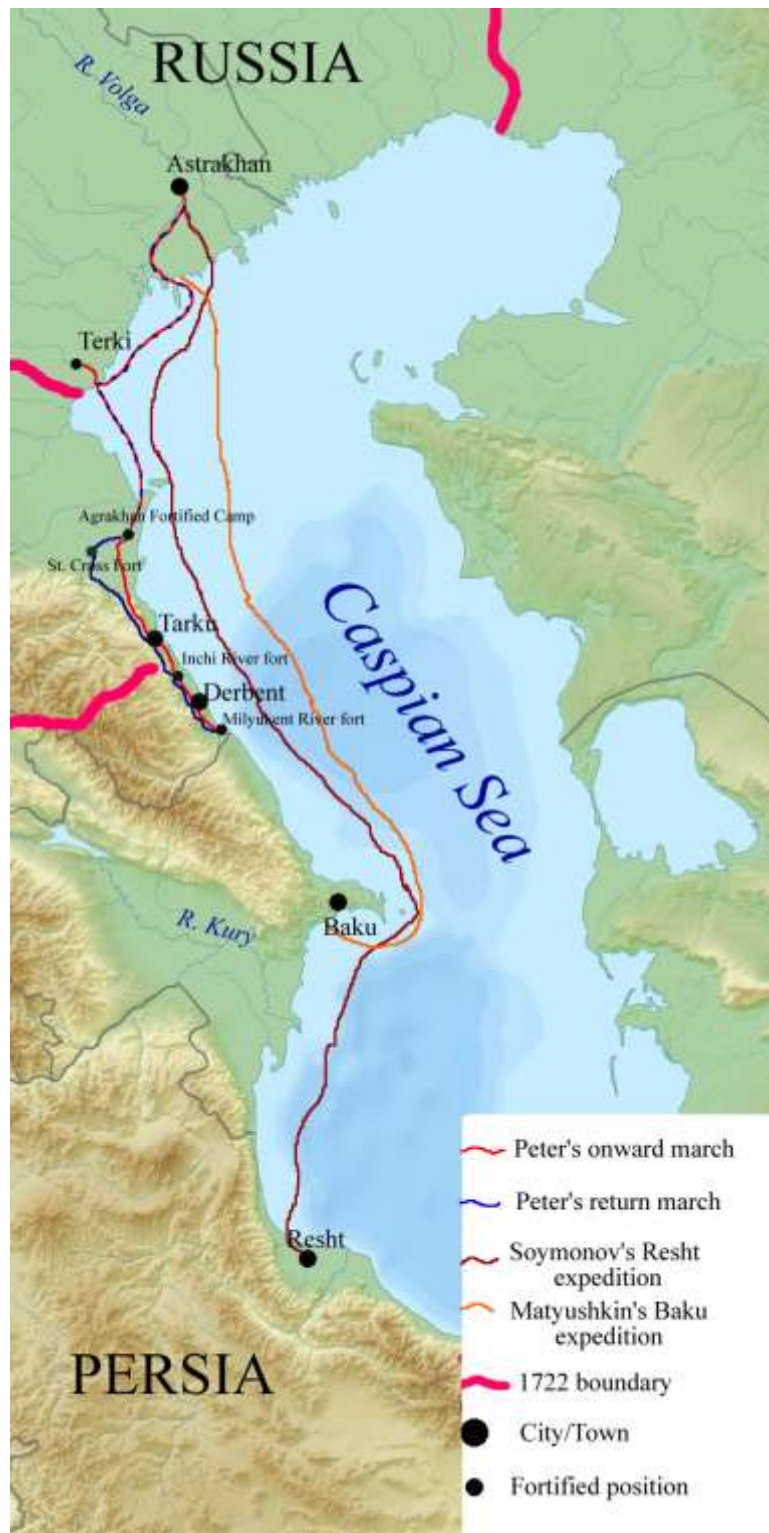 RUSSIA
R. Volga
Astrakhan
Terki
Agrakhan Fortified Camp
St. Cross Fort
Tarku
Inchi River fort
Derbent
Milyukent River fort
Caspian Sea
Baku
R. Kury
Resht
PERSIA
Peter's onward march
Peter's return march
Soymonov's Resht
expedition
Matyushkin's Baku
expedition
1722 boundary
City/Town
Fortified position